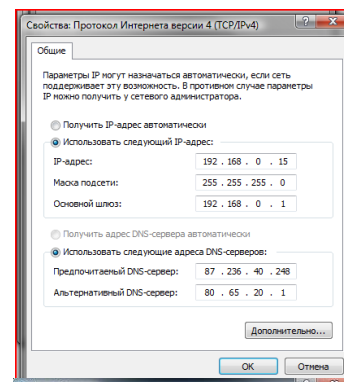 Свойства: Протокол Интернета версии 4 (TCP/IPv4)
Общие
Параметры IP могут назначаться автоматически, если сеть
поддерживает эту возможность. В противном случае параметры
IP можно получить у сетевого администратора.
Получить IP-адрес автоматически
Использовать следующий IP-адрес:
IP-адрес: 192 . 168 . 0 . 15
Маска подсети: 255 . 255 . 255 . 0
Основной шлюз: 192 . 168 . 0 . 1
Получить адрес DNS-сервера автоматически
Использовать следующие адреса DNS-серверов:
Предпочитаемый DNS-сервер: 87 . 236 . 40 . 248
Альтернативный DNS-сервер: 80 . 65 . 20 . 1
Дополнительно...
ОК Отмена